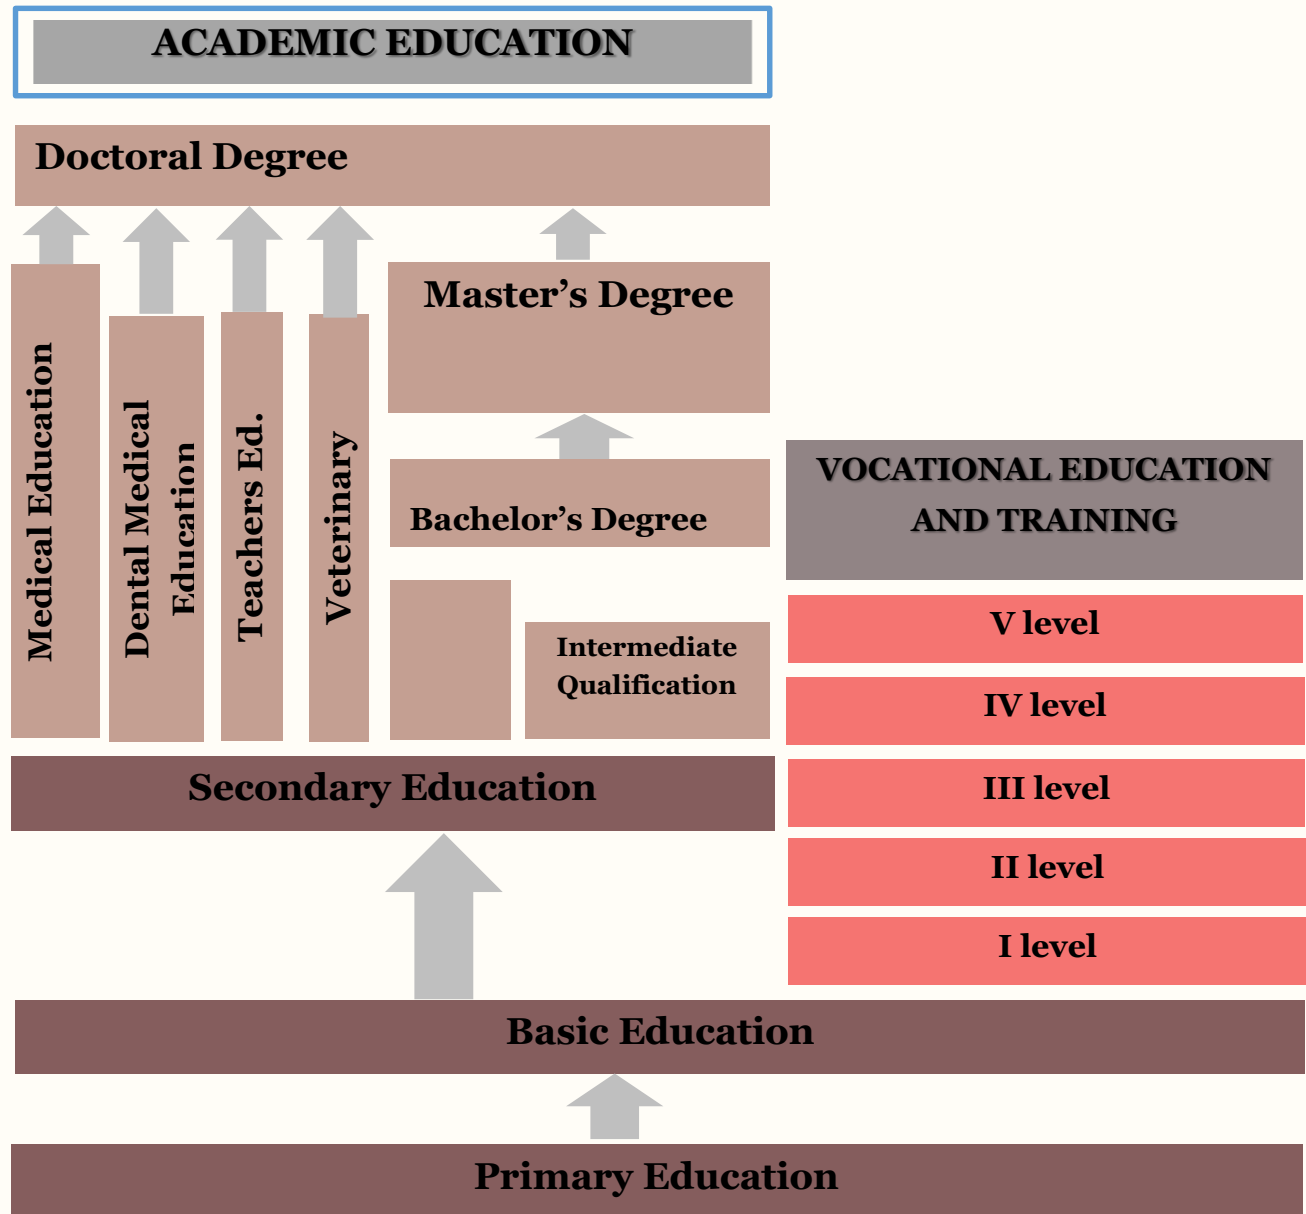 ACADEMIC EDUCATION
Doctoral Degree
Medical Education
Dental Medical
Education
Teachers Ed.
Veterinary
Master’s Degree
Bachelor’s Degree
Intermediate
Qualification
Secondary Education
VOCATIONAL EDUCATION
AND TRAINING
V level
IV level
III level
II level
I level
Basic Education
Primary Education